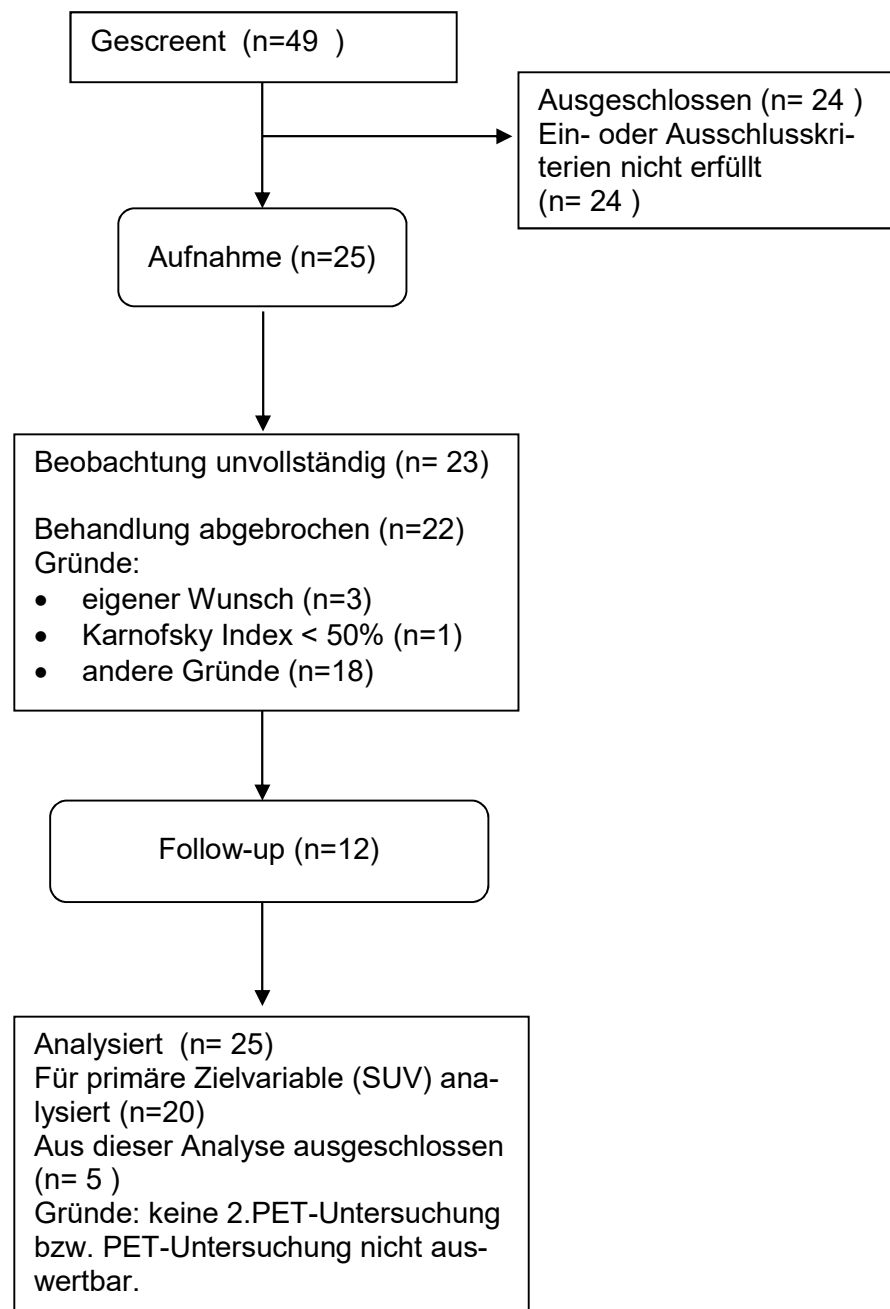 Gescreent  (n=49  )
Ausgeschlossen (n= 24 )
Ein- oder Ausschlusskri-
terien nicht erfüllt
(n= 24 )
Aufnahme (n=25)
Beobachtung unvollständig (n= 23)
Behandlung abgebrochen (n=22)
Gründe:
• eigener Wunsch (n=3)
• Karnofsky Index < 50% (n=1)
• andere Gründe (n=18)
Follow-up (n=12)
Analysiert  (n= 25)
Für primäre Zielvariable (SUV) ana-
lysiert (n=20)
Aus dieser Analyse ausgeschlossen
(n= 5 )
Gründe: keine 2.PET-Untersuchung
bzw. PET-Untersuchung nicht aus-
wertbar.